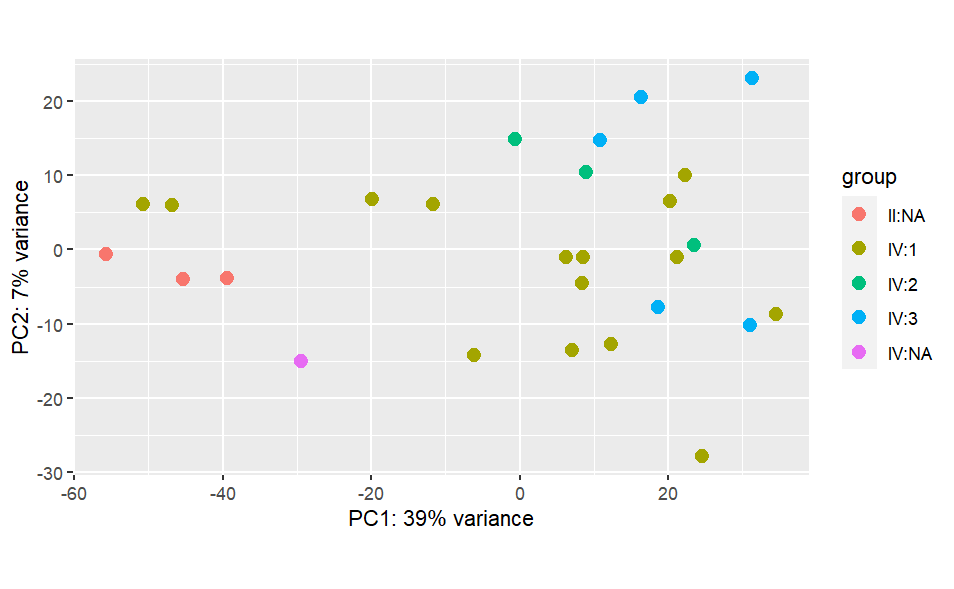 20
10
0
-10
-20
-30
PC2: 7% variance
-60
-40
-20
0
20
PC1: 39% variance
group
II:NA
IV:1
IV:2
IV:3
IV:NA